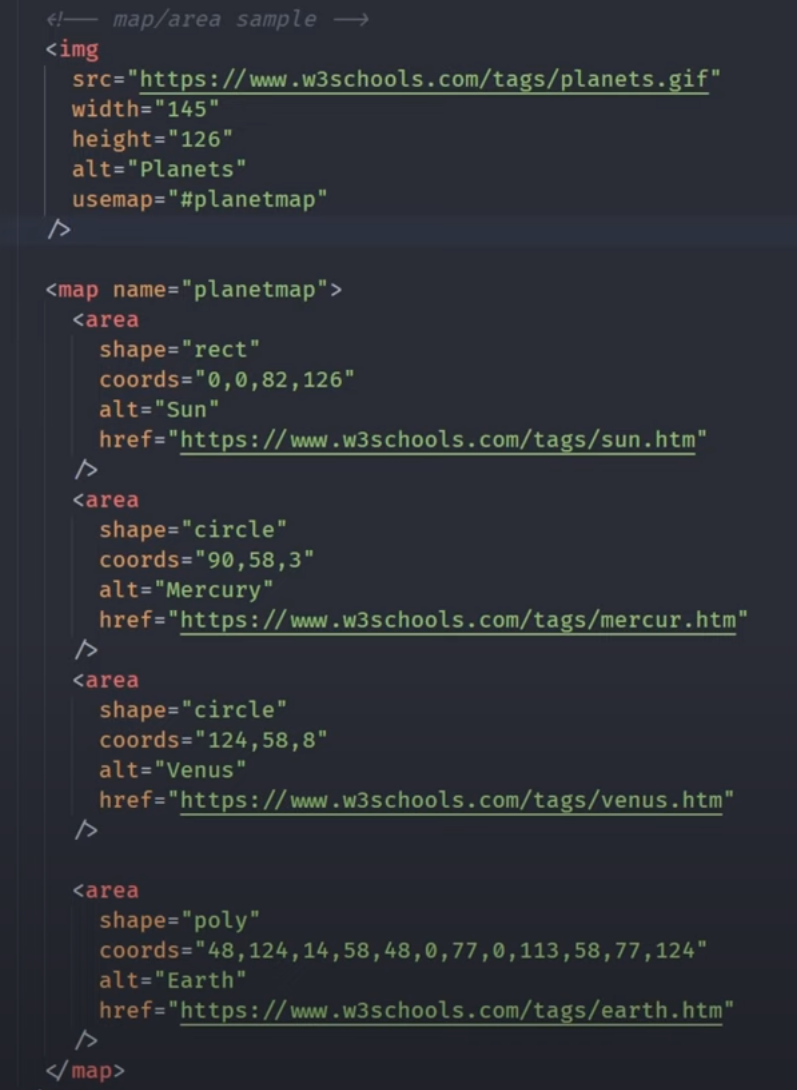 <!-- map/area sample -->
<img
src="https://www.w3schools.com/tags/planets.gif"
width="145"
height="126"
alt="Planets"
usemap="#planetmap"
/>
<map name="planetmap">
<area
shape="rect"
coords="0,0,82,126"
alt="Sun"
href="https://www.w3schools.com/tags/sun.htm"
/>
<area
shape="circle"
coords="90,58,3"
alt="Mercury"
href="https://www.w3schools.com/tags/mercur.htm"
/>
<area
shape="circle"
coords="124,58,8"
alt="Venus"
href="https://www.w3schools.com/tags/venus.htm"
/>
<area
shape="poly"
coords="48,124,14,58,48,0,77,0,113,58,77,124"
alt="Earth"
href="https://www.w3schools.com/tags/earth.htm"
/>
</map>